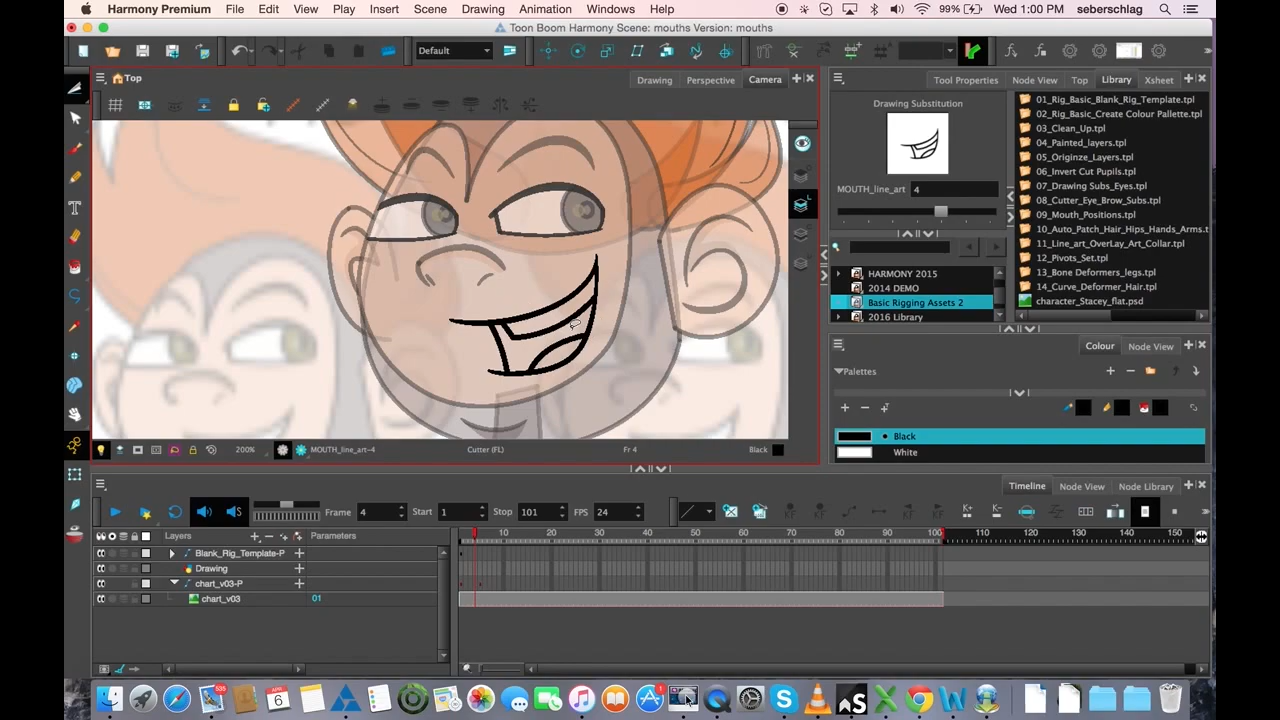 Harmony Premium File Edit View Play Insert Scene Drawing Animation Windows Help 99% Wed 1:00 PM seberschlag
Toon Boom Harmony Scene: mouths Version: mouths
Default
Top Drawing Perspective Camera
Tool Properties Node View Top Library Xsheet
Drawing Substitution
MOUTH_line_art 4
HARMONY 2015
2014 DEMO
Basic Rigging Assets 2
2016 Library
01_Rig_Basic_Blank_Rig_Template.tpl
02_Rig_Basic_Create Colour Pallette.tpl
03_Clean_Up.tpl
04_Painted_layers.tpl
05_Originze_Layers.tpl
06_Invert Cut Pupils.tpl
07_Drawing Subs_Eyes.tpl
08_Cutter_Eye_Brow_Subs.tpl
09_Mouth_Positions.tpl
10_Auto_Patch_Hair_Hips_Hands_Arms.t
11_Line_art_OverLay_Art_Collar.tpl
12_Pivots_Set.tpl
13_Bone Deformers_legs.tpl
14_Curve_Deformer_Hair.tpl
character_Stacey_flat.psd
Colour Node View
Palettes
Black
White
200% MOUTH_line_art-4 Cutter (FL) Fr 4 Black
Timeline Node View Node Library
Frame 4 Start 1 Stop 101 FPS 24
Layers Parameters
10 20 30 40 50 60 70 80 90 100 110 120 130 140 150
Blank_Rig_Template-P
Drawing
chart_v03-P
chart_v03 01